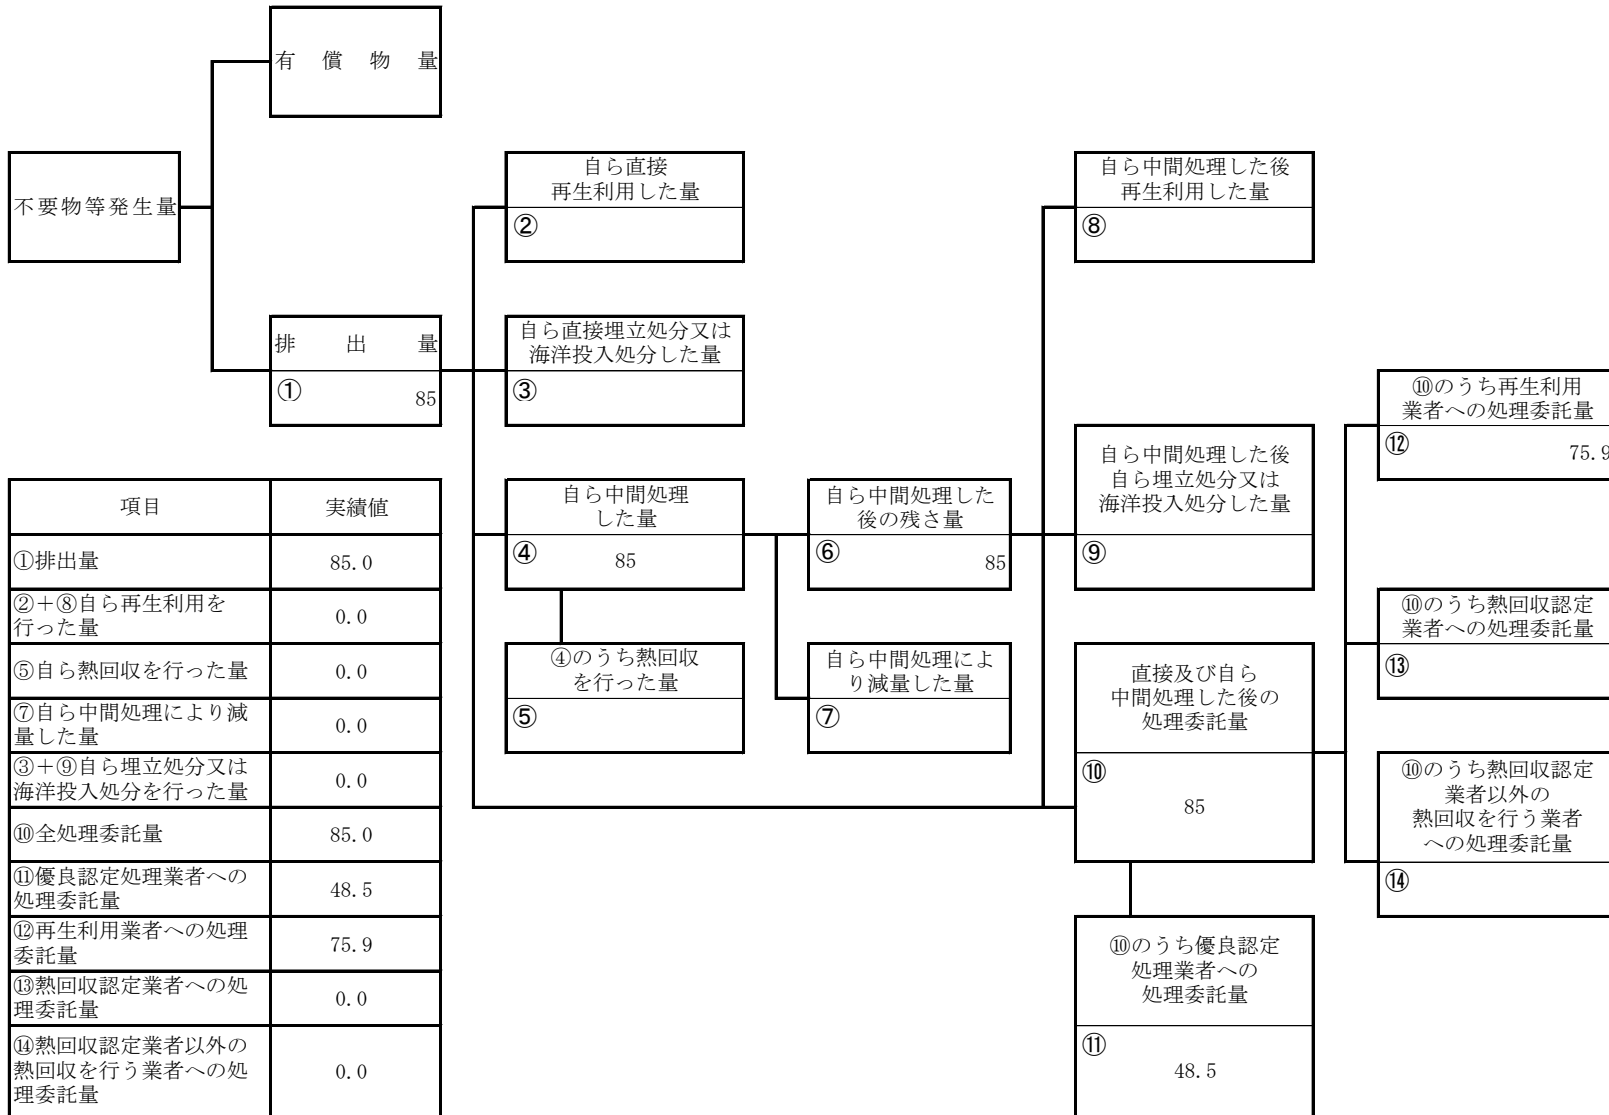 有償物量
不要物等発生量
自ら直接
再生利用した量
②
自ら中間処理した後
再生利用した量
⑧
排出量
① 85
自ら直接埋立処分又は
海洋投入処分した量
③
⑩のうち再生利用
業者への処理委託量
⑫ 75.9
自ら中間処理した後
自ら埋立処分又は
海洋投入処分した量
⑨
自ら中間処理
した量
④ 85
自ら中間処理した
後の残さ量
⑥ 85
⑩のうち熱回収認定
業者への処理委託量
⑬
④のうち熱回収
を行った量
⑤
自ら中間処理によ
り減量した量
⑦
直接及び自ら
中間処理した後の
処理委託量
⑩
85
⑩のうち熱回収認定
業者以外の
熱回収を行う業者
への処理委託量
⑭
⑩のうち優良認定
処理業者への
処理委託量
⑪
48.5
項目 実績値
①排出量 85.0
②+⑧自ら再生利用を
行った量 0.0
⑤自ら熱回収を行った量 0.0
⑦自ら中間処理により減
量した量 0.0
③+⑨自ら埋立処分又は
海洋投入処分を行った量 0.0
⑩全処理委託量 85.0
⑪優良認定処理業者への
処理委託量 48.5
⑫再生利用業者への処理
委託量 75.9
⑬熱回収認定業者への処
理委託量 0.0
⑭熱回収認定業者以外の
熱回収を行う業者への処
理委託量 0.0